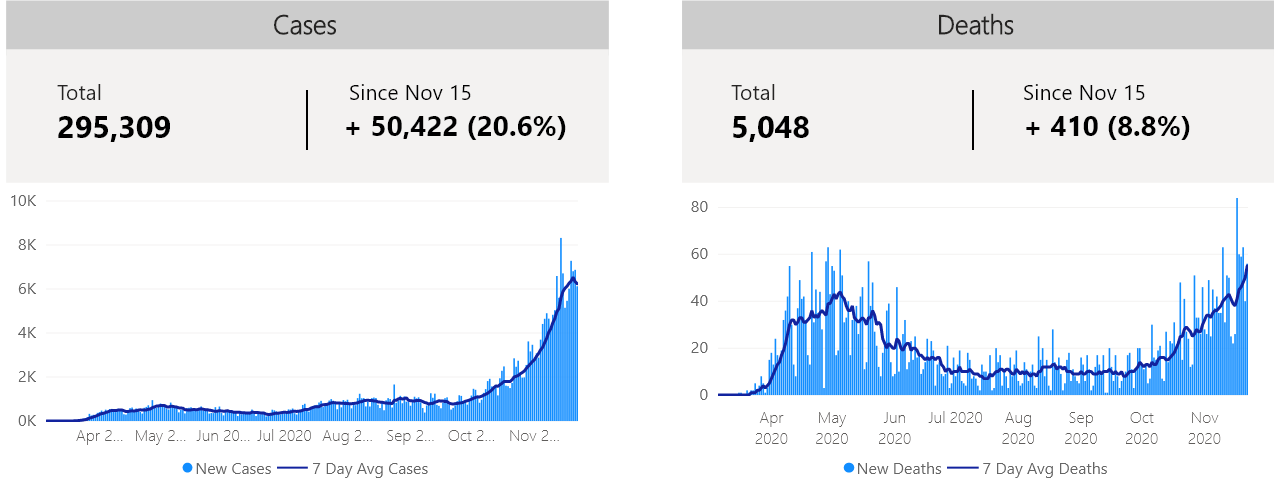 Cases
Total
295,309
Since Nov 15
+ 50,422 (20.6%)
10K
8K
6K
4K
2K
0K
Apr 2... May 2... Jun 20... Jul 2020 Aug 2... Sep 2... Oct 2... Nov 2...
New Cases 7 Day Avg Cases
Deaths
Total
5,048
Since Nov 15
+ 410 (8.8%)
80
60
40
20
0
Apr 2020
May 2020
Jun 2020
Jul 2020
Aug 2020
Sep 2020
Oct 2020
Nov 2020
New Deaths 7 Day Avg Deaths